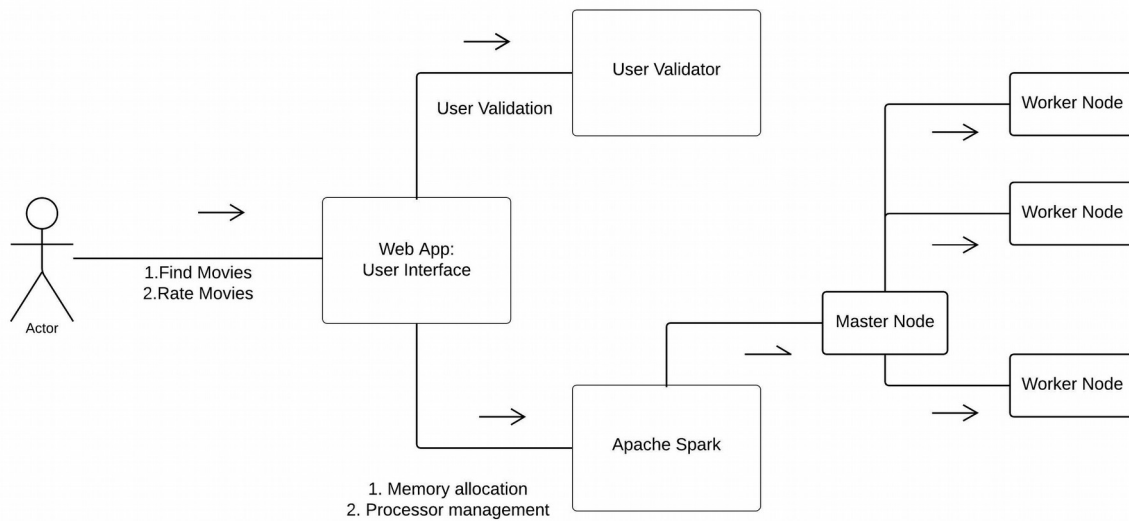 User Validator
User Validation
Worker Node
Worker Node
Web App:
User Interface
1.Find Movies
2.Rate Movies
Actor
Master Node
Worker Node
Apache Spark
1. Memory allocation
2. Processor management